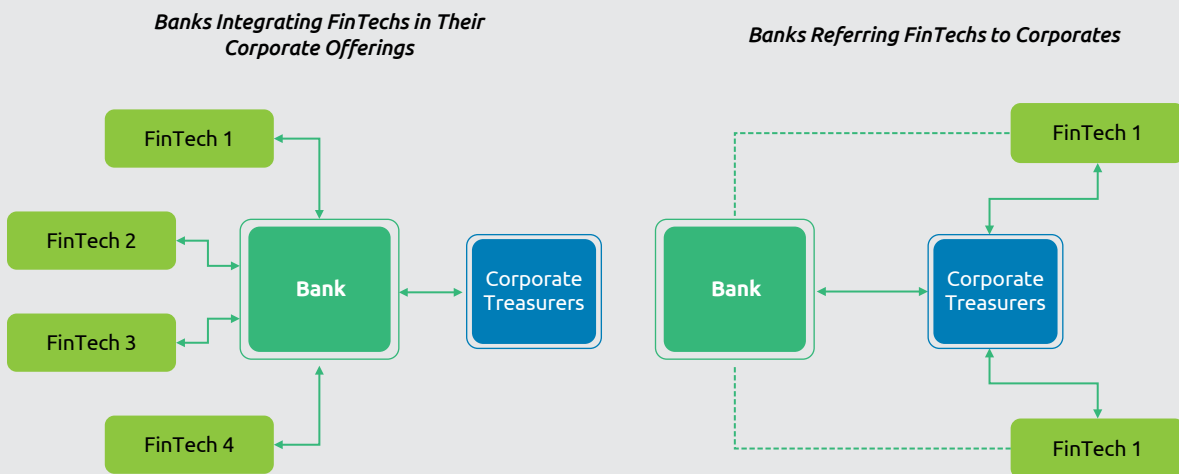 Banks Integrating FinTechs in Their
Corporate Offerings
FinTech 1
FinTech 2
FinTech 3
FinTech 4
Bank
Corporate
Treasurers
Banks Referring FinTechs to Corporates
FinTech 1
Bank
Corporate
Treasurers
FinTech 1